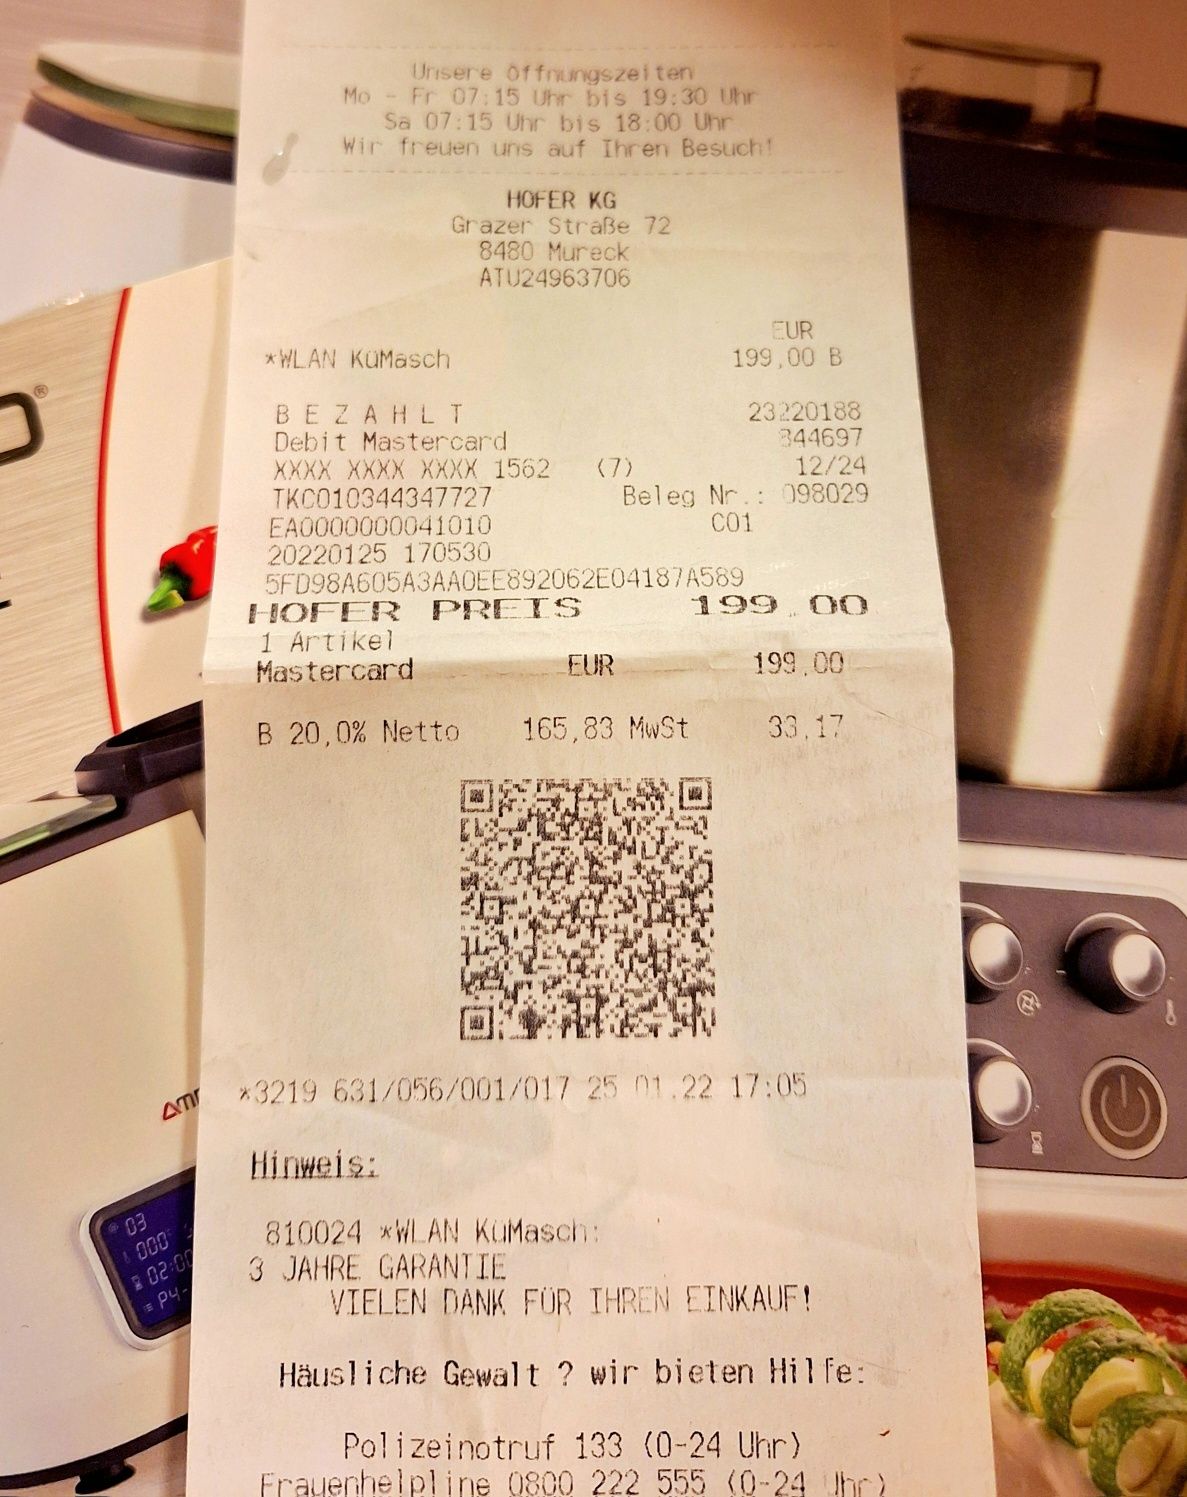 Unsere Öffnungszeiten
Mo - Fr 07:15 Uhr bis 19:30 Uhr
Sa 07:15 Uhr bis 18:00 Uhr
Wir freuen uns auf Ihren Besuch!
HOFER KG
Grazer Straße 72
8480 Mureck
ATU24963706
EUR
*WLAN KüMasch 199,00 B
B E Z A H L T 23220188
Debit Mastercard 844697
XXXX XXXX XXXX 1562 (7) 12/24
TKC010344347727 Beleg Nr.: 098029
EA0000000041010 C01
20220125 170530
5FD98A605A3AA0EE892062E04187A589
HOFER PREIS 199,00
1 Artikel
Mastercard EUR 199,00
B 20,0% Netto 165,83 MwSt 33,17
*3219 631/056/001/017 25.01.22 17:05
Hinweis:
810024 *WLAN KüMasch:
3 JAHRE GARANTIE
VIELEN DANK FÜR IHREN EINKAUF!
Häusliche Gewalt ? wir bieten Hilfe:
Polizeinotruf 133 (0-24 Uhr)
Frauenhelpline 0800 222 555 (0-24 Uhr)
03
000°
02:00
P4-